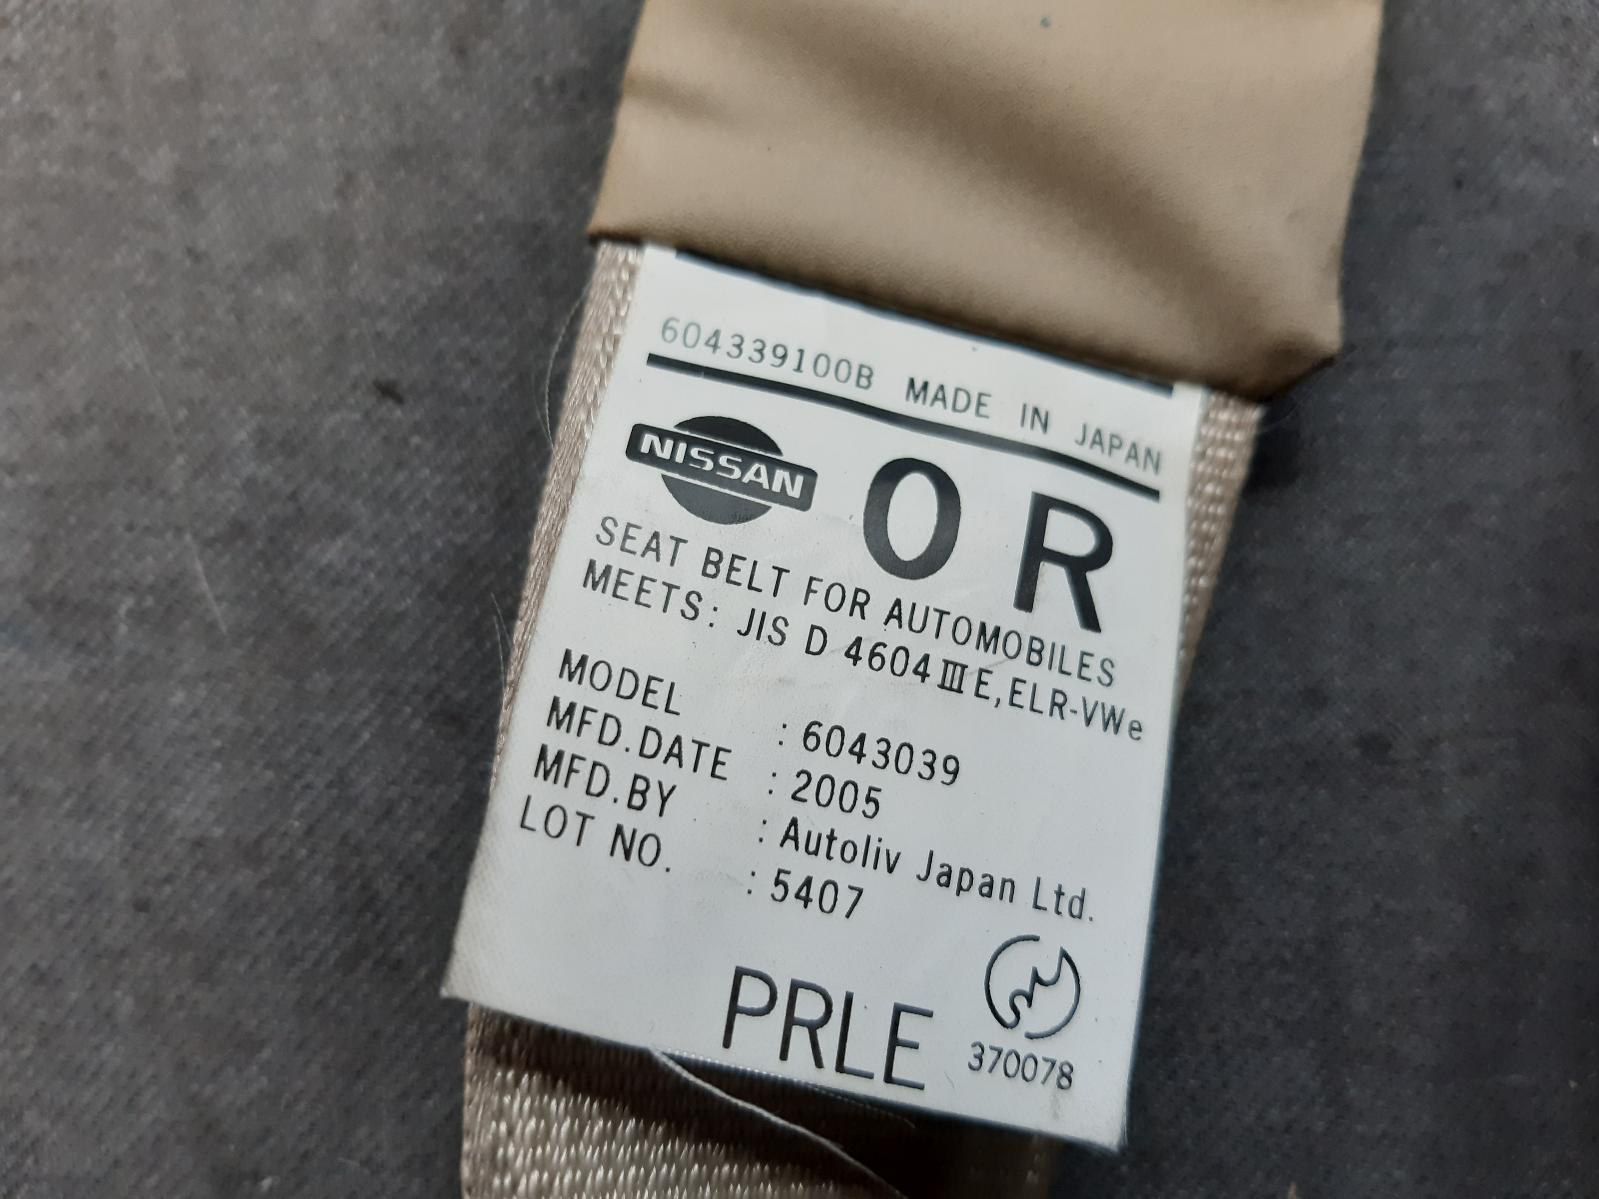 604339100B MADE IN JAPAN
NISSAN O R
SEAT BELT FOR AUTOMOBILES
MEETS: JIS D 4604 III E, ELR-VWe
MODEL : 6043039
MFD.DATE : 2005
MFD.BY : Autoliv Japan Ltd.
LOT NO. : 5407
PRLE
370078